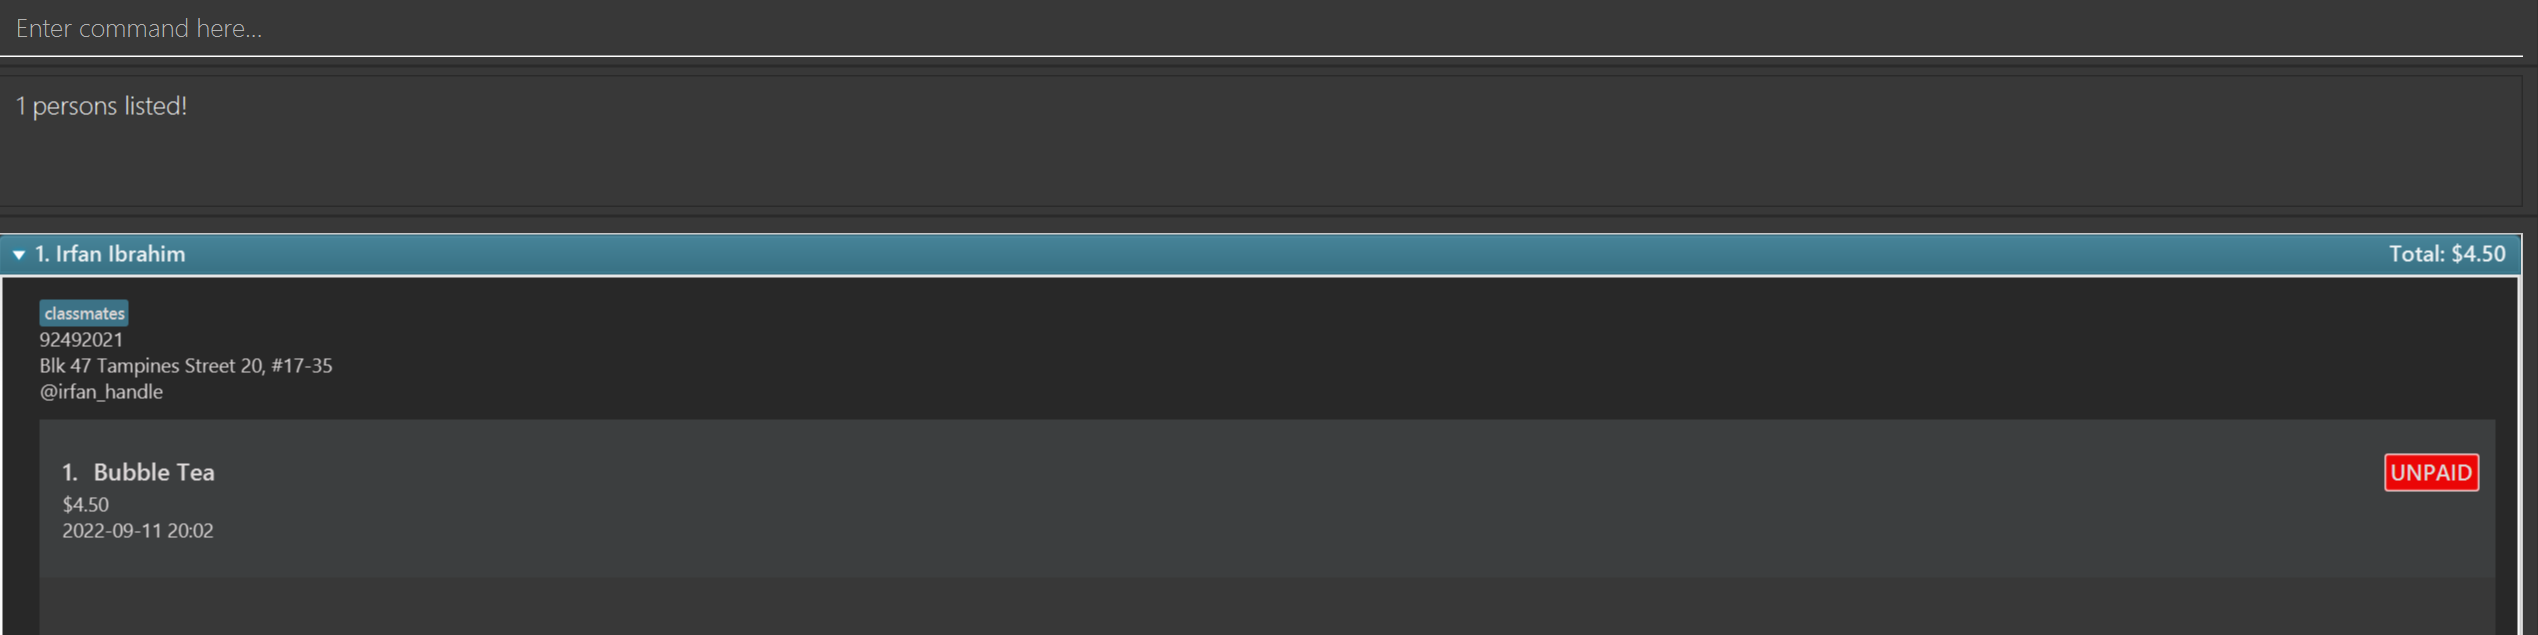 Enter command here...
1 persons listed!
1. Irfan Ibrahim Total: $4.50
classmates
92492021
Blk 47 Tampines Street 20, #17-35
@irfan_handle
1. Bubble Tea UNPAID
$4.50
2022-09-11 20:02